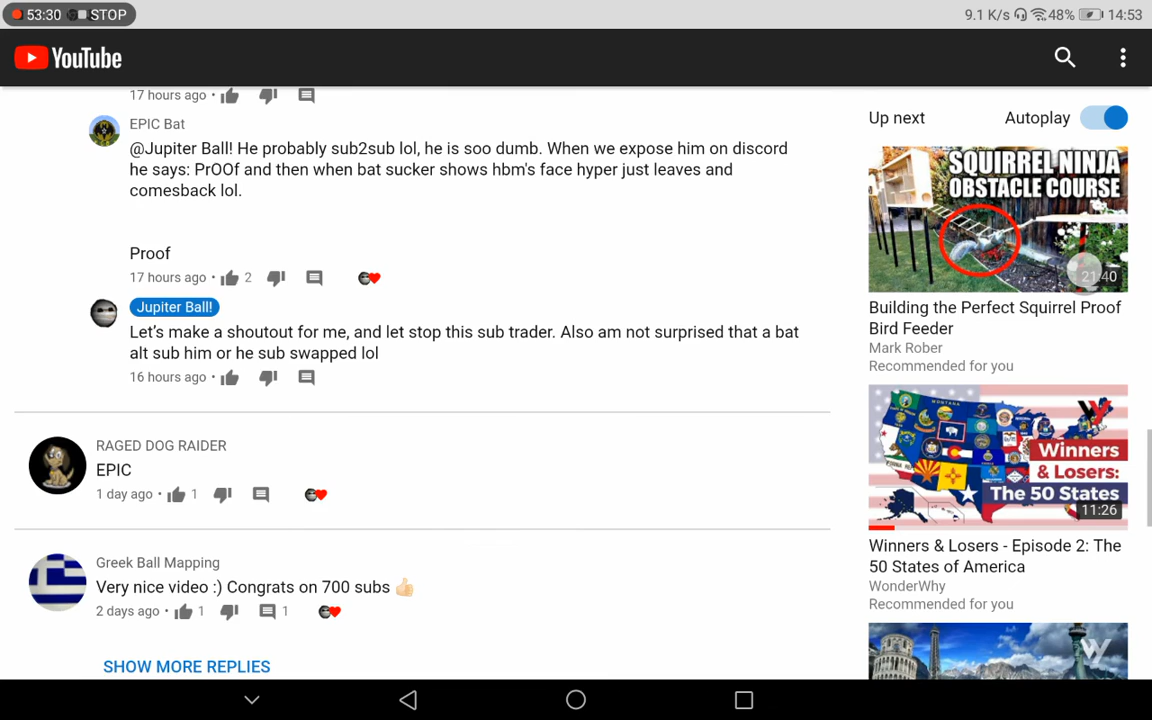 53:30 STOP
9.1 K/s 48% 14:53
YouTube
17 hours ago •
EPIC Bat
@Jupiter Ball! He probably sub2sub lol, he is soo dumb. When we expose him on discord
he says: PrOOf and then when bat sucker shows hbm's face hyper just leaves and
comesback lol.
Proof
17 hours ago • 2
Jupiter Ball!
Let's make a shoutout for me, and let stop this sub trader. Also am not surprised that a bat
alt sub him or he sub swapped lol
16 hours ago •
RAGED DOG RAIDER
EPIC
1 day ago • 1
Greek Ball Mapping
Very nice video :) Congrats on 700 subs 👍🏻
2 days ago • 1 1
SHOW MORE REPLIES
Up next Autoplay
SQUIRREL NINJA
OBSTACLE COURSE
21:40
Building the Perfect Squirrel Proof
Bird Feeder
Mark Rober
Recommended for you
MONTANA
Winners
& Losers:
The 50 States
11:26
Winners & Losers - Episode 2: The
50 States of America
WonderWhy
Recommended for you